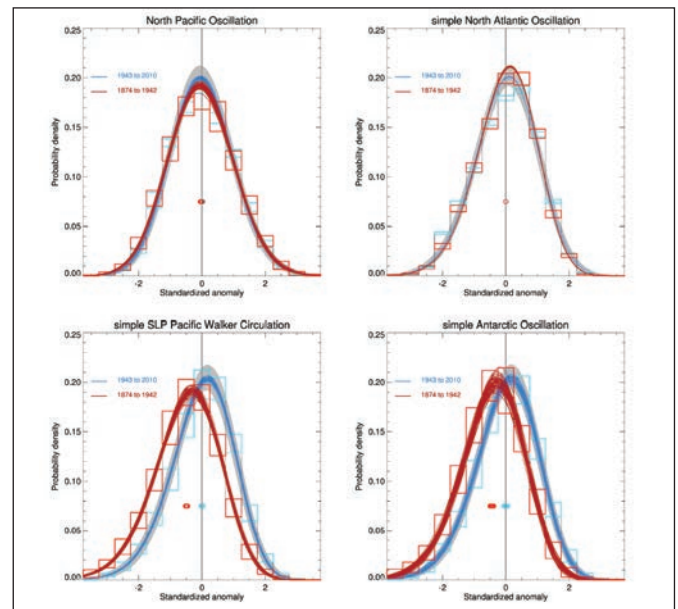 North Pacific Oscillation
0.25
0.20
0.15
0.10
0.05
0.00
Probability density
1943 to 2010
1874 to 1942
-2 0 2
Standardized anomaly
simple North Atlantic Oscillation
0.25
0.20
0.15
0.10
0.05
0.00
Probability density
1943 to 2010
1874 to 1942
-2 0 2
Standardized anomaly
simple SLP Pacific Walker Circulation
0.25
0.20
0.15
0.10
0.05
0.00
Probability density
1943 to 2010
1874 to 1942
-2 0 2
Standardized anomaly
simple Antarctic Oscillation
0.25
0.20
0.15
0.10
0.05
0.00
Probability density
1943 to 2010
1874 to 1942
-2 0 2
Standardized anomaly